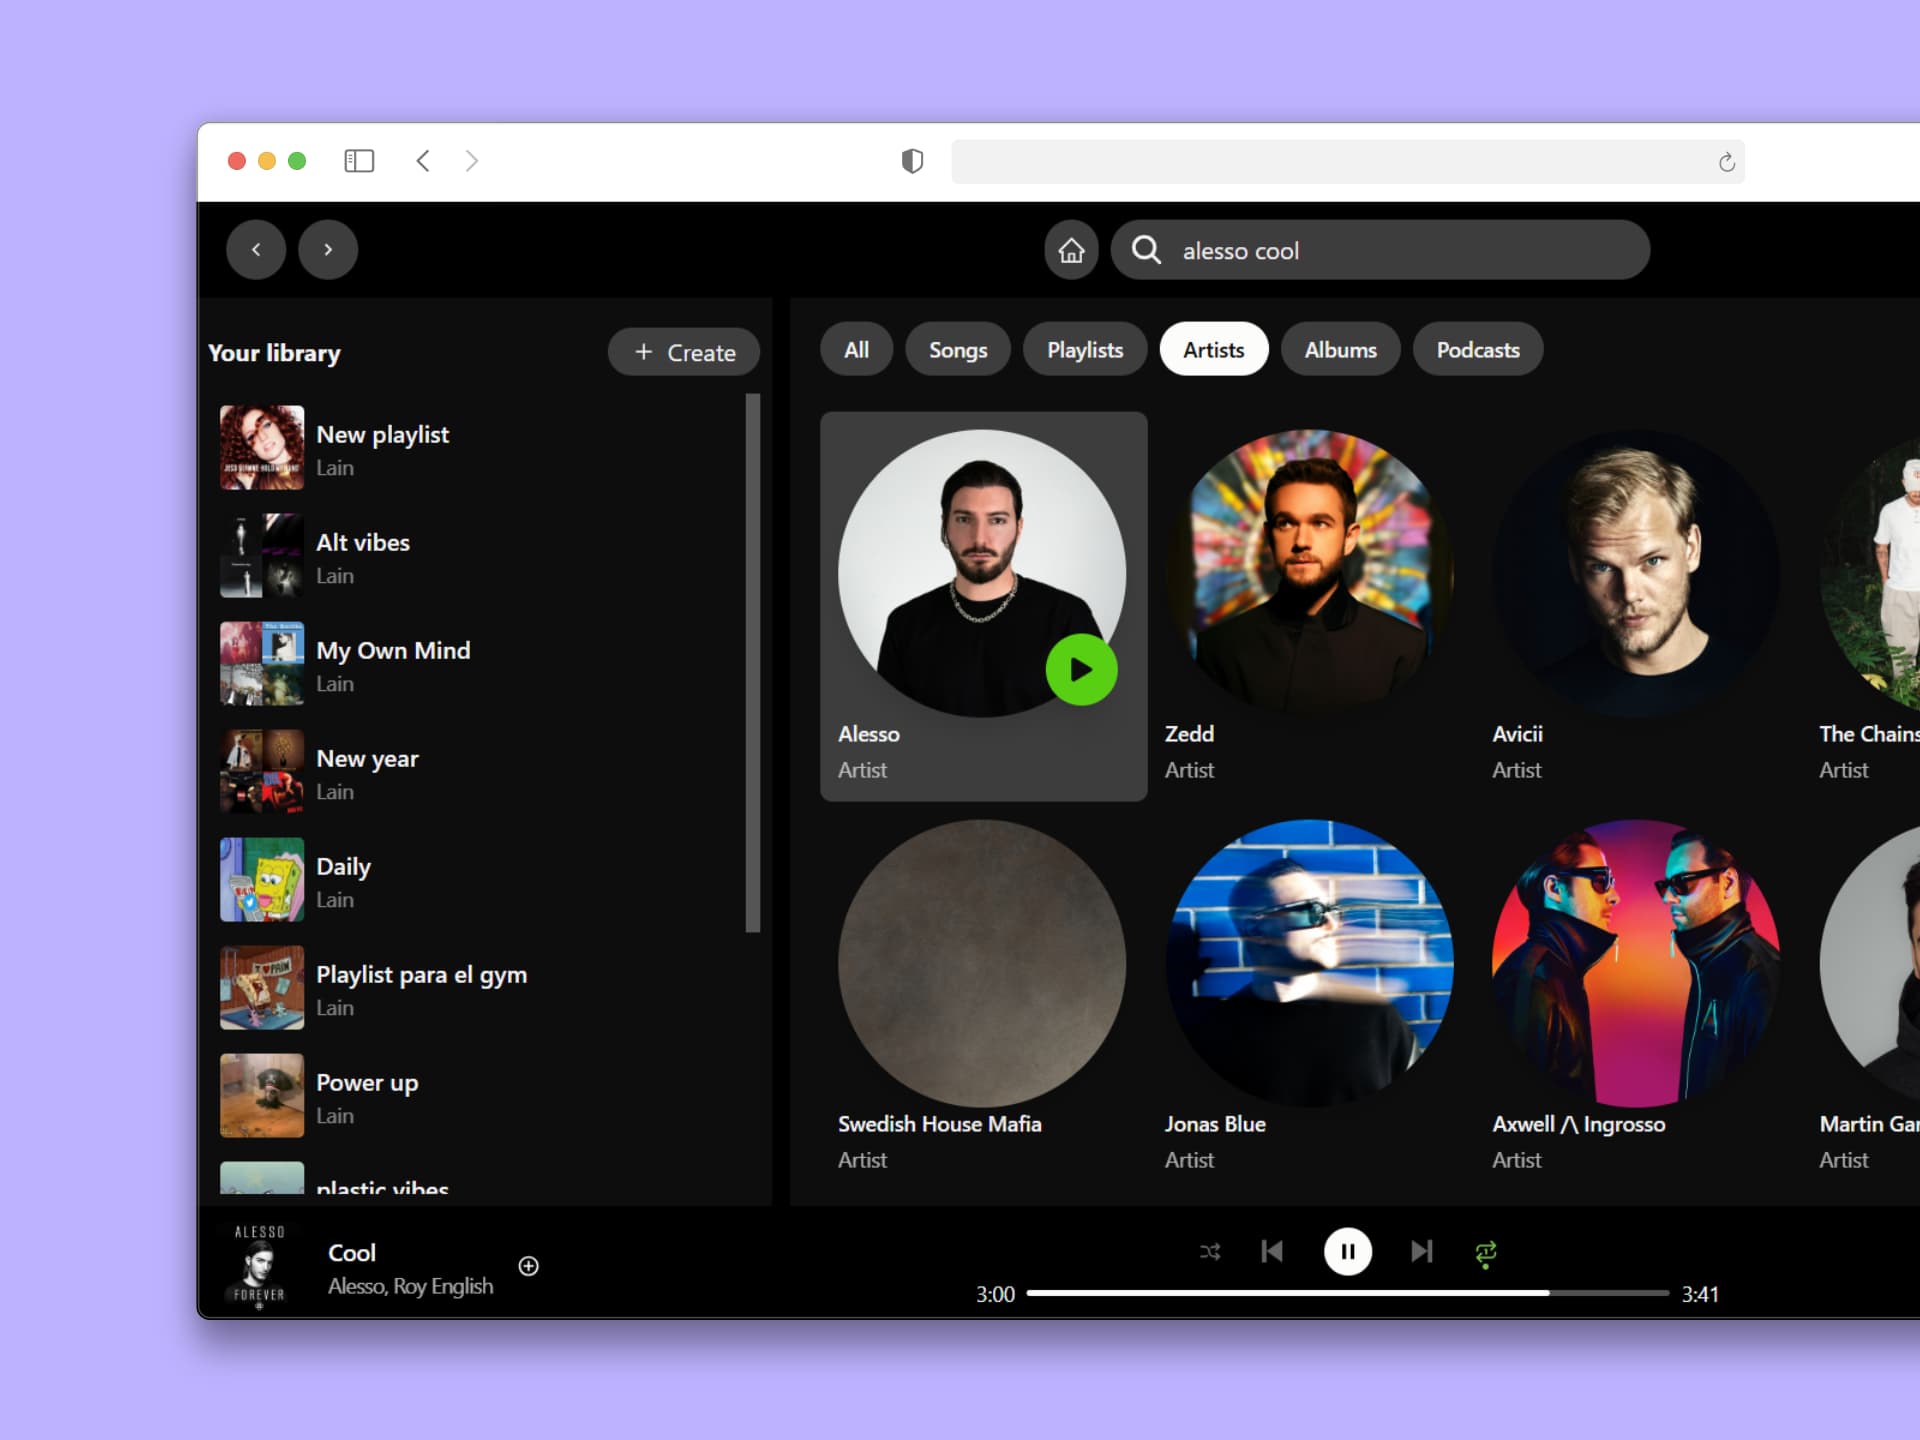 alesso cool
Your library
+ Create
New playlist
Lain
Alt vibes
Lain
My Own Mind
Lain
New year
Lain
Daily
Lain
Playlist para el gym
Lain
Power up
Lain
plastic vibes
All
Songs
Playlists
Artists
Albums
Podcasts
Alesso
Artist
Zedd
Artist
Avicii
Artist
The Chains
Artist
Swedish House Mafia
Artist
Jonas Blue
Artist
Axwell /\ Ingrosso
Artist
Martin Gar
Artist
ALESSO
FOREVER
Cool
Alesso, Roy English
3:00
3:41